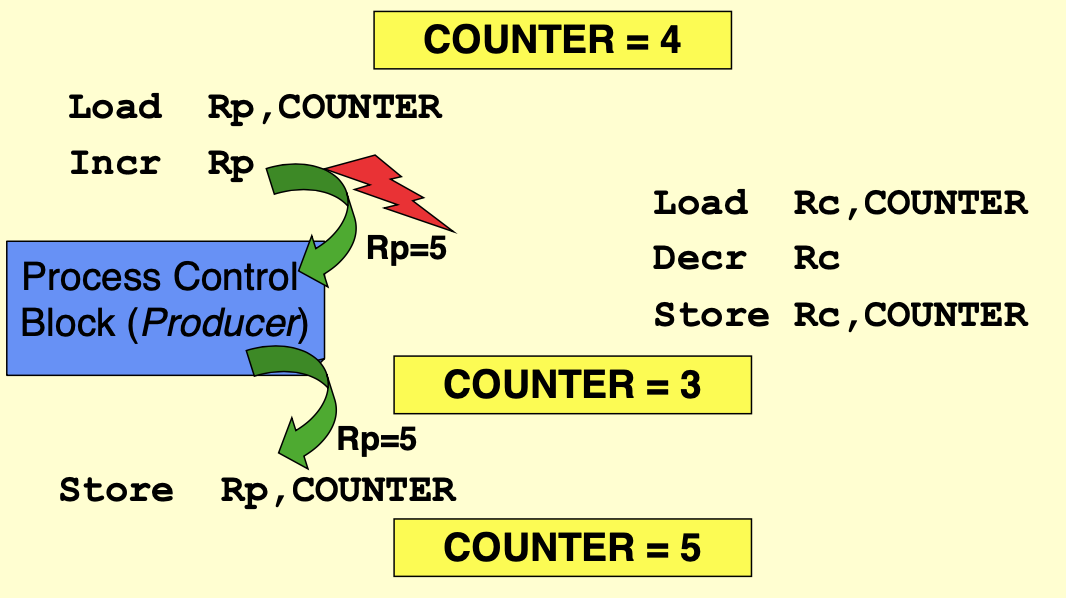 COUNTER = 4
Load Rp,COUNTER
Incr Rp
Rp=5
Process Control
Block (Producer)
Load Rc,COUNTER
Decr Rc
Store Rc,COUNTER
COUNTER = 3
Rp=5
Store Rp,COUNTER
COUNTER = 5